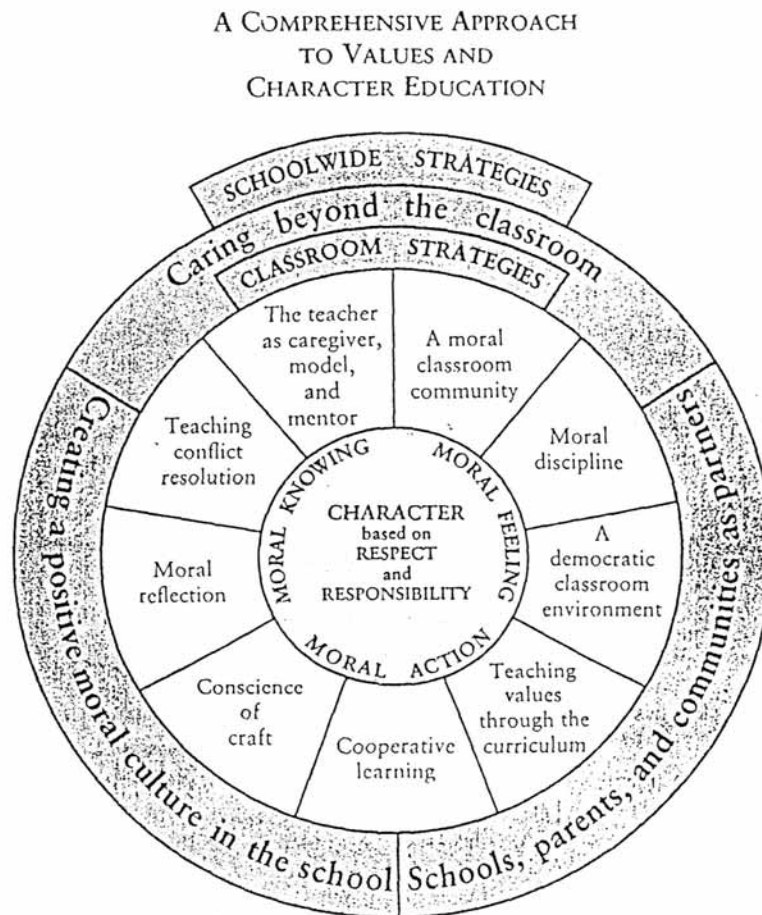 A COMPREHENSIVE APPROACH
TO VALUES AND
CHARACTER EDUCATION
SCHOOLWIDE STRATEGIES
Caring beyond the classroom
CLASSROOM STRATEGIES
The teacher
as caregiver,
model,
and
mentor
A moral
classroom
community
Teaching
conflict
resolution
Moral
discipline
MORAL KNOWING
MORAL FEELING
CHARACTER
based on
RESPECT
and
RESPONSIBILITY
A
democratic
classroom
environment
Moral
reflection
MORAL ACTION
Conscience
of
craft
Cooperative
learning
Teaching
values
through the
curriculum
Creating a positive moral culture in the school
Schools, parents, and communities as partners